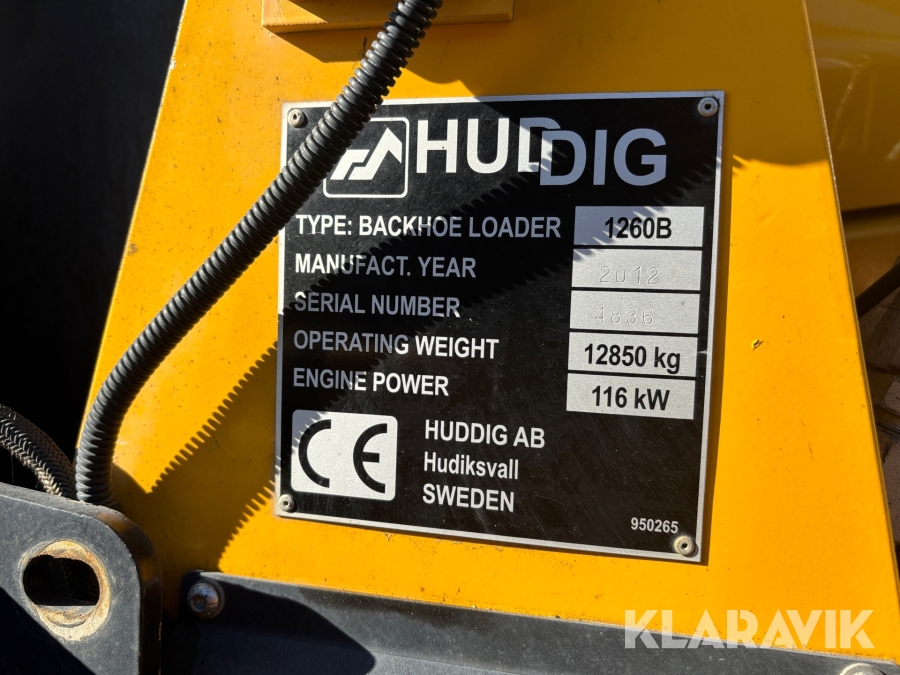 HUDDIG
TYPE: BACKHOE LOADER 1260B
MANUFACT. YEAR 2012
SERIAL NUMBER 4836
OPERATING WEIGHT 12850 kg
ENGINE POWER 116 kW
CE
HUDDIG AB
Hudiksvall
SWEDEN
950265
KLARAVIK